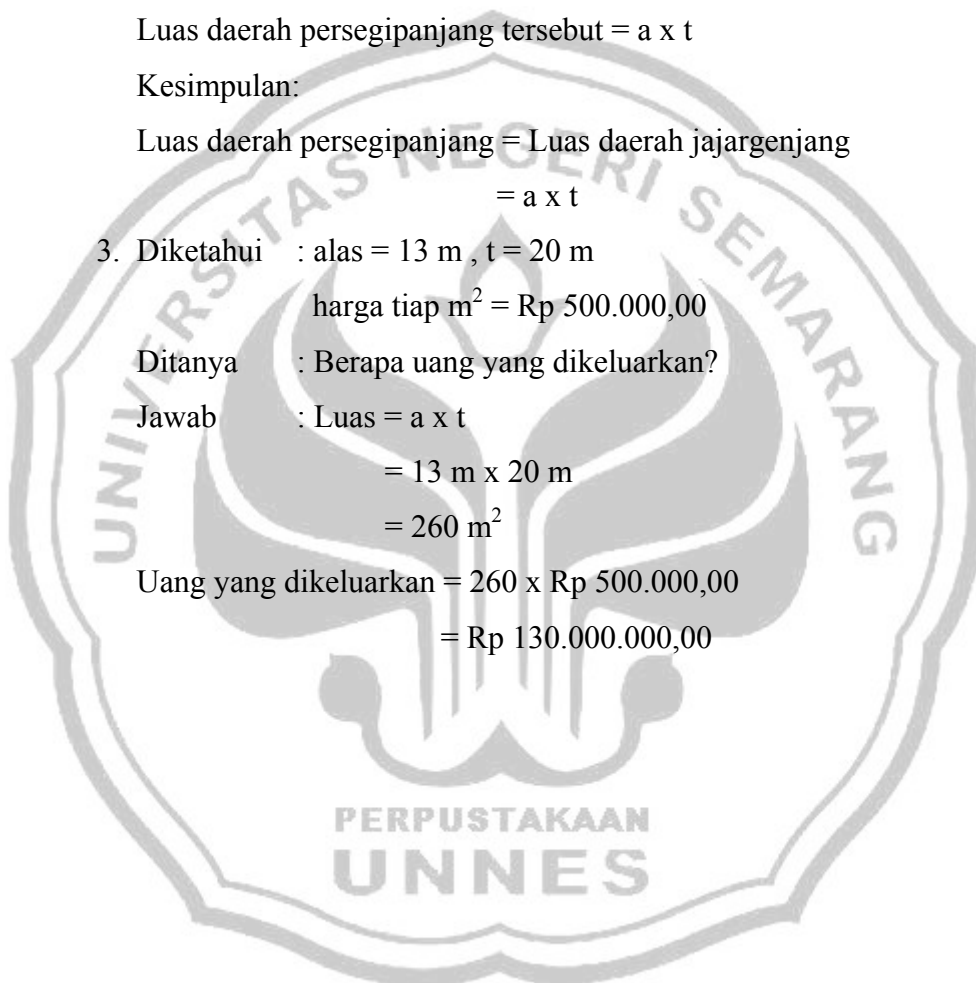 Luas daerah persegipanjang tersebut = a x t
Kesimpulan:
Luas daerah persegipanjang = Luas daerah jajargenjang
= a x t
3. Diketahui : alas = 13 m , t = 20 m
harga tiap m² = Rp 500.000,00
Ditanya : Berapa uang yang dikeluarkan?
Jawab : Luas = a x t
= 13 m x 20 m
= 260 m²
Uang yang dikeluarkan = 260 x Rp 500.000,00
= Rp 130.000.000,00
UNIVERSITAS NEGERI SEMARANG
PERPUSTAKAAN
UNNES